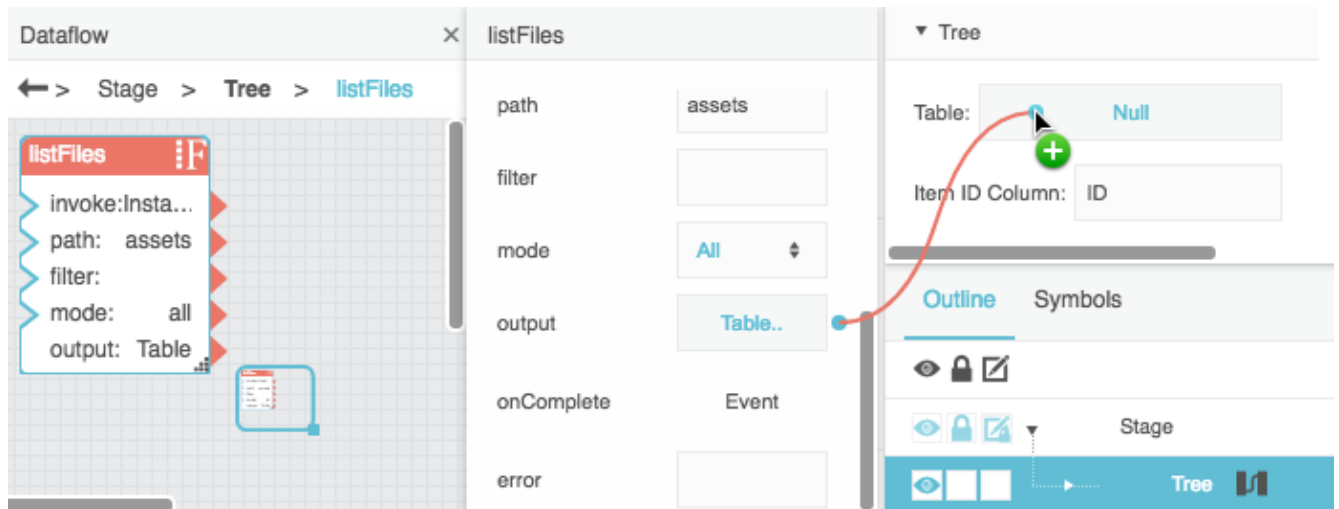 Dataflow ×
← > Stage > Tree > listFiles
listFiles F
invoke:Insta...
path: assets
filter:
mode: all
output: Table
listFiles
path assets
filter
mode All
output Table..
onComplete Event
error
▼ Tree
Table: Null
Item ID Column: ID
Outline Symbols
Stage
Tree